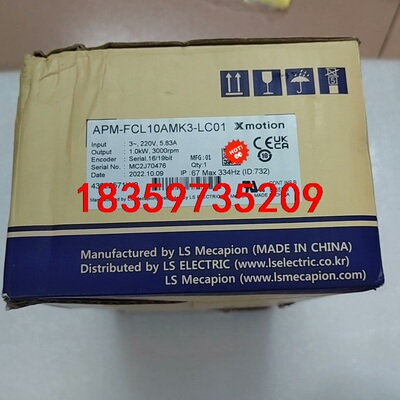 APM-FCL10AMK3-LC01 Xmotion
Input : 3~, 220V, 5.83A
Output : 1.0kW, 3000rpm
Encoder : Serial,16/19bit MFG : 01
Serial No. : MC2J70476 Qty:1
Date : 2022.10.09 IP :67 Max 334Hz (ID:732)
HOT!
CE UK CA
18359735209
Manufactured by LS Mecapion (MADE IN CHINA)
Distributed by LS ELECTRIC (www.lselectric.co.kr)
LS Mecapion (www.lsmecapion.com)